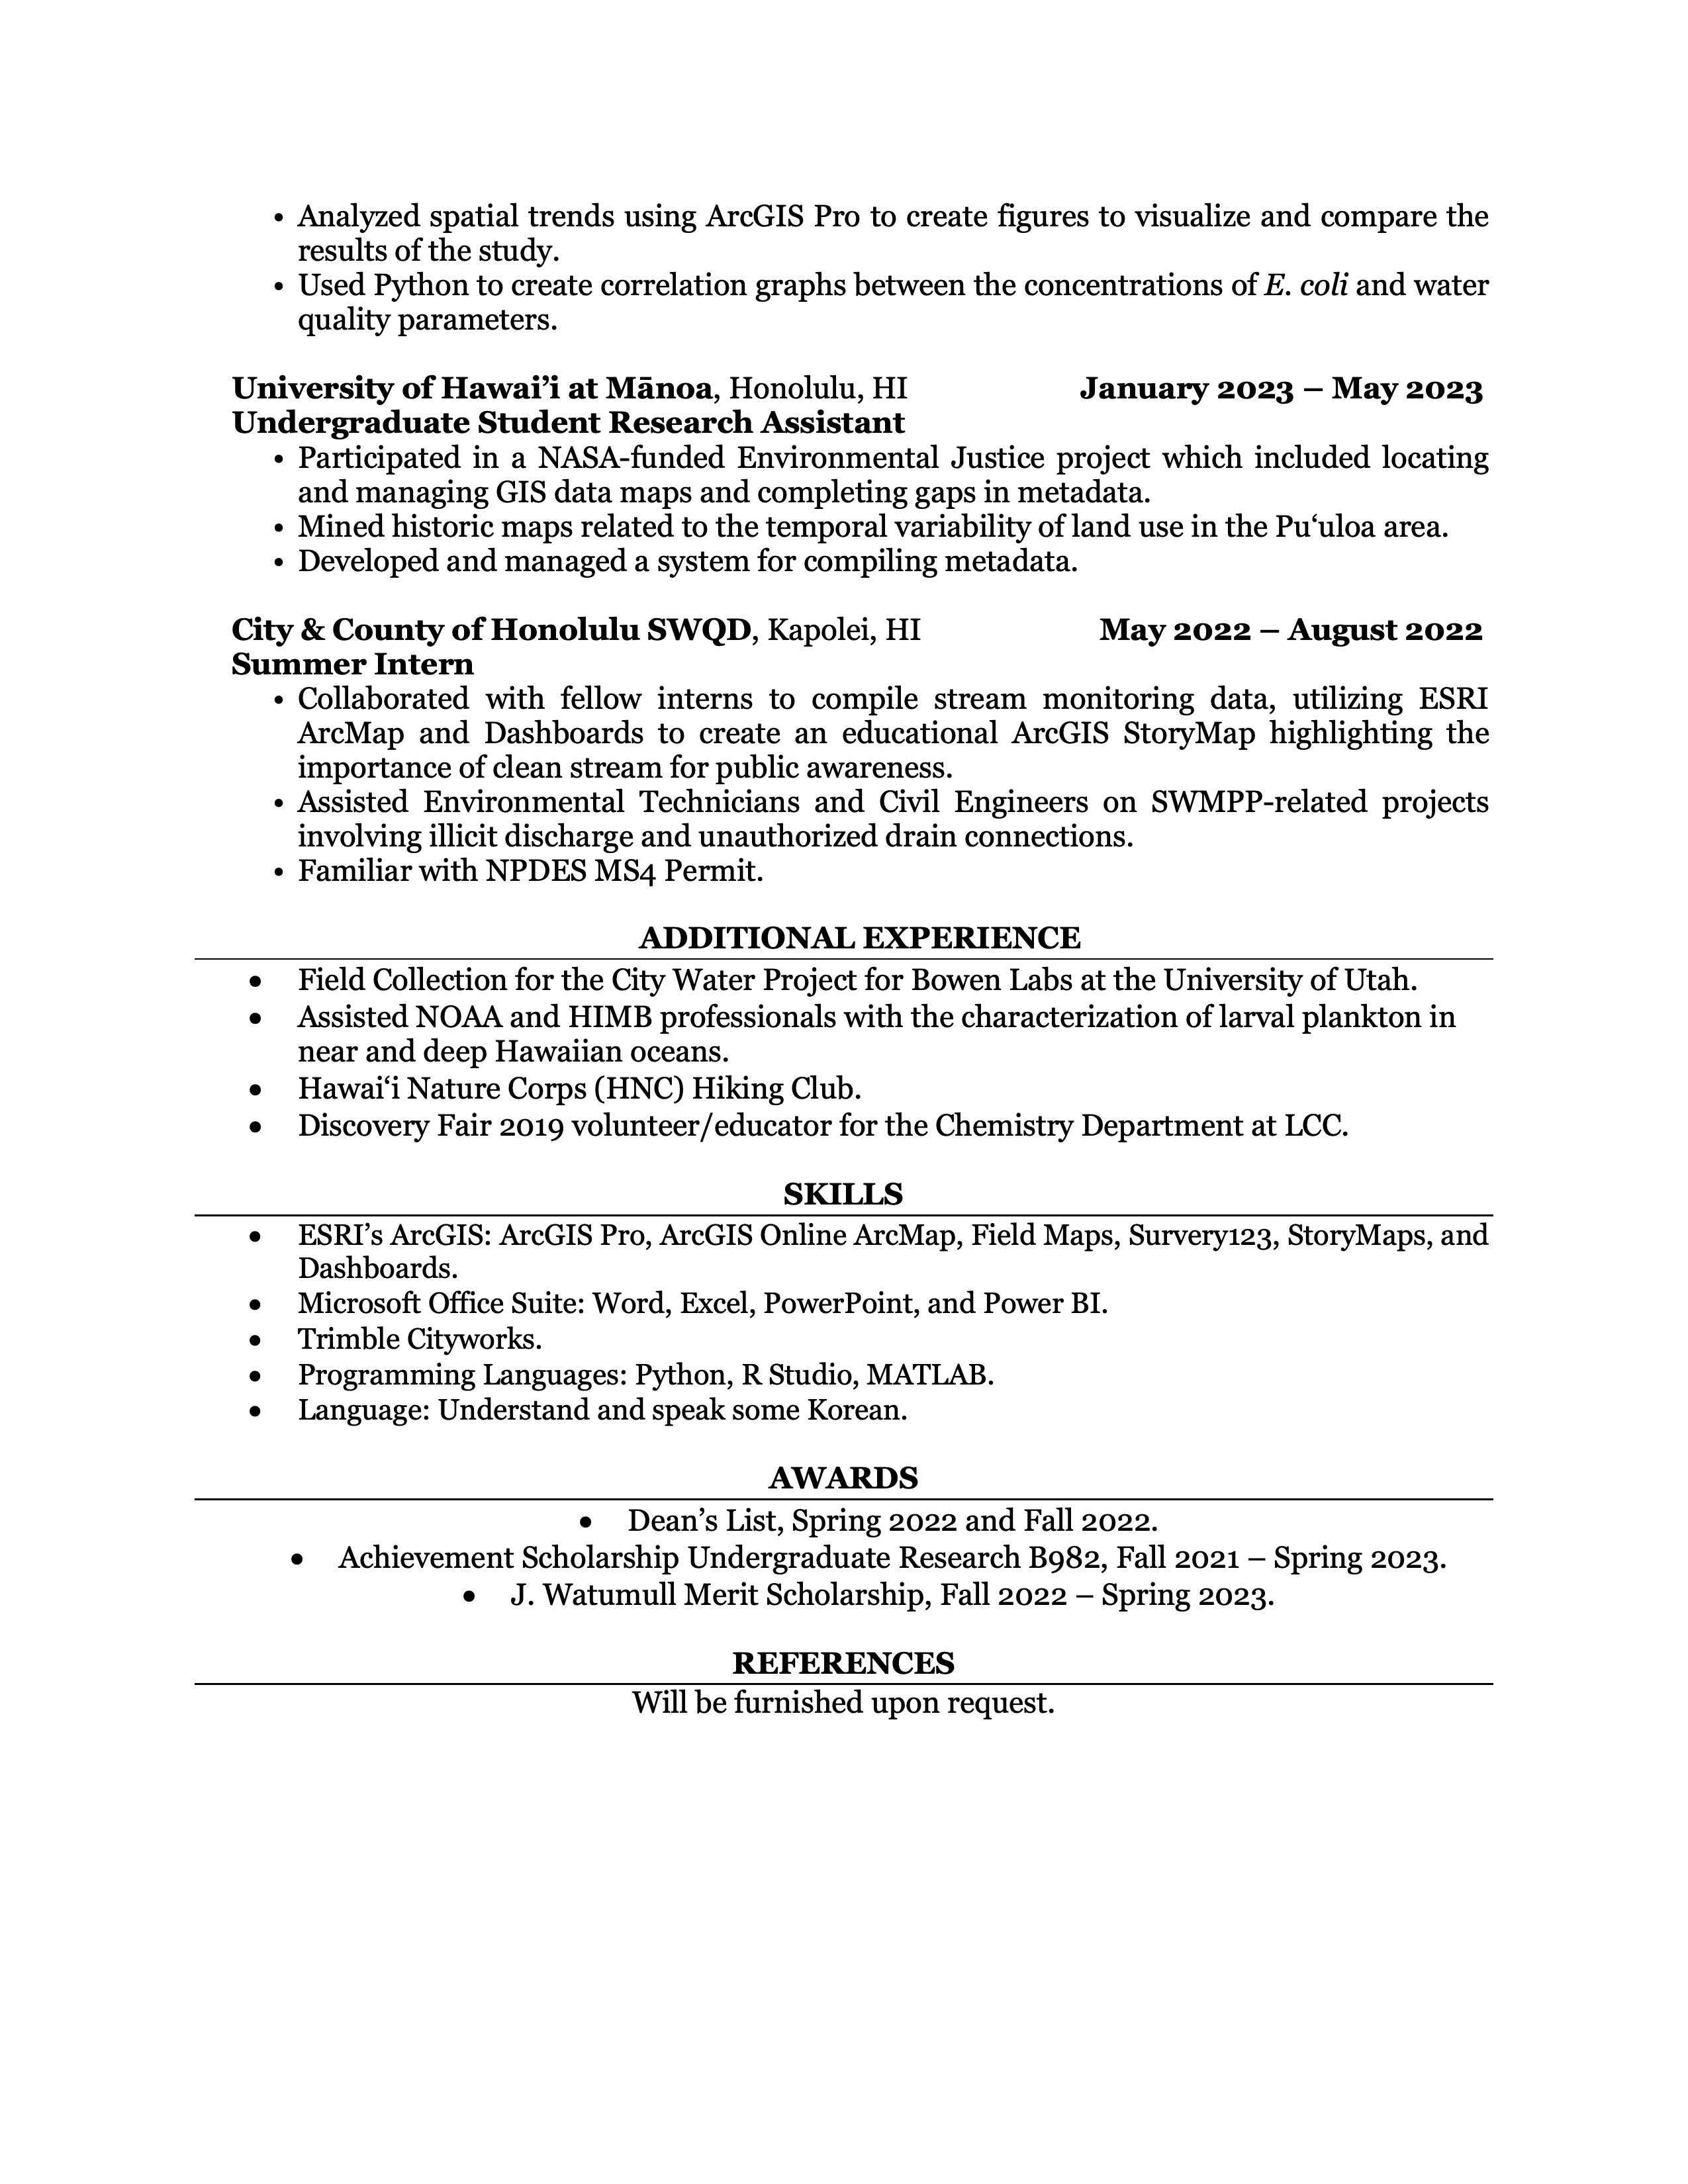 • Analyzed spatial trends using ArcGIS Pro to create figures to visualize and compare the
results of the study.
• Used Python to create correlation graphs between the concentrations of E. coli and water
quality parameters.
University of Hawai’i at Mānoa, Honolulu, HI January 2023 – May 2023
Undergraduate Student Research Assistant
• Participated in a NASA-funded Environmental Justice project which included locating
and managing GIS data maps and completing gaps in metadata.
• Mined historic maps related to the temporal variability of land use in the Pu‘uloa area.
• Developed and managed a system for compiling metadata.
City & County of Honolulu SWQD, Kapolei, HI May 2022 – August 2022
Summer Intern
• Collaborated with fellow interns to compile stream monitoring data, utilizing ESRI
ArcMap and Dashboards to create an educational ArcGIS StoryMap highlighting the
importance of clean stream for public awareness.
• Assisted Environmental Technicians and Civil Engineers on SWMPP-related projects
involving illicit discharge and unauthorized drain connections.
• Familiar with NPDES MS4 Permit.
ADDITIONAL EXPERIENCE
• Field Collection for the City Water Project for Bowen Labs at the University of Utah.
• Assisted NOAA and HIMB professionals with the characterization of larval plankton in
near and deep Hawaiian oceans.
• Hawai‘i Nature Corps (HNC) Hiking Club.
• Discovery Fair 2019 volunteer/educator for the Chemistry Department at LCC.
SKILLS
• ESRI’s ArcGIS: ArcGIS Pro, ArcGIS Online ArcMap, Field Maps, Survery123, StoryMaps, and
Dashboards.
• Microsoft Office Suite: Word, Excel, PowerPoint, and Power BI.
• Trimble Cityworks.
• Programming Languages: Python, R Studio, MATLAB.
• Language: Understand and speak some Korean.
AWARDS
• Dean’s List, Spring 2022 and Fall 2022.
• Achievement Scholarship Undergraduate Research B982, Fall 2021 – Spring 2023.
• J. Watumull Merit Scholarship, Fall 2022 – Spring 2023.
REFERENCES
Will be furnished upon request.